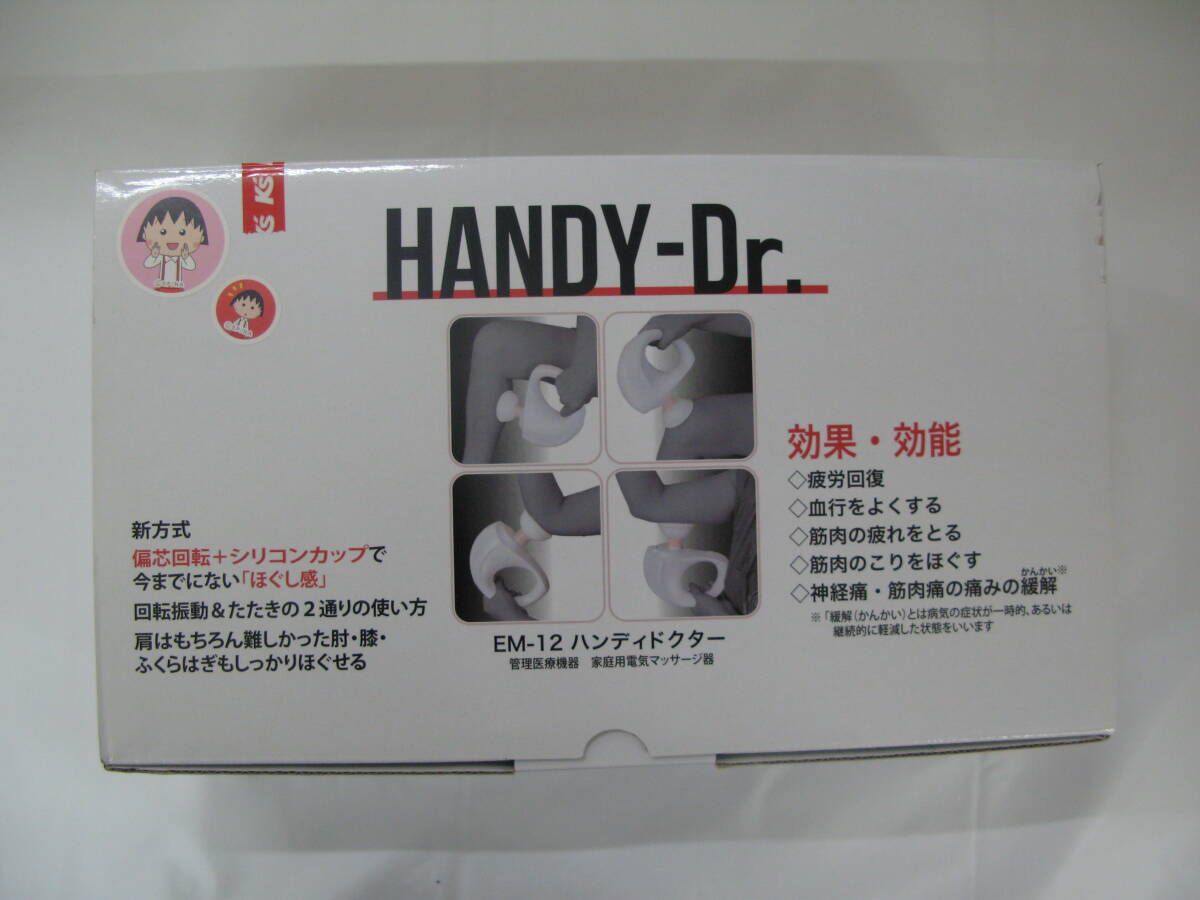 K's
HANDY-Dr.
新方式
偏芯回転+シリコンカップで
今までにない「ほぐし感」
回転振動&たたきの2通りの使い方
肩はもちろん難しかった肘・膝・
ふくらはぎもしっかりほぐせる
EM-12 ハンディドクター
管理医療機器 家庭用電気マッサージ器
効果・効能
◇疲労回復
◇血行をよくする
◇筋肉の疲れをとる
◇筋肉のこりをほぐす
かんかい※
◇神経痛・筋肉痛の痛みの緩解
※「緩解(かんかい)とは病気の症状が一時的、あるいは
継続的に軽減した状態をいいます